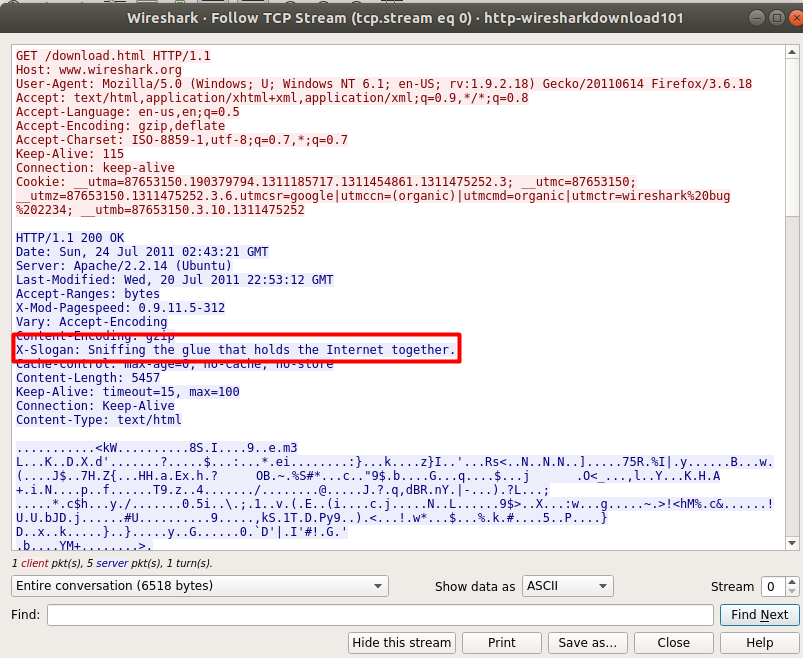 Wireshark · Follow TCP Stream (tcp.stream eq 0) · http-wiresharkdownload101
GET /download.html HTTP/1.1
Host: www.wireshark.org
User-Agent: Mozilla/5.0 (Windows; U; Windows NT 6.1; en-US; rv:1.9.2.18) Gecko/20110614 Firefox/3.6.18
Accept: text/html,application/xhtml+xml,application/xml;q=0.9,*/*;q=0.8
Accept-Language: en-us,en;q=0.5
Accept-Encoding: gzip,deflate
Accept-Charset: ISO-8859-1,utf-8;q=0.7,*;q=0.7
Keep-Alive: 115
Connection: keep-alive
Cookie: __utma=87653150.190379794.1311185717.1311454861.1311475252.3; __utmc=87653150;
__utmz=87653150.1311475252.3.6.utmcsr=google|utmccn=(organic)|utmcmd=organic|utmctr=wireshark%20bug
%202234; __utmb=87653150.3.10.1311475252
HTTP/1.1 200 OK
Date: Sun, 24 Jul 2011 02:43:21 GMT
Server: Apache/2.2.14 (Ubuntu)
Last-Modified: Wed, 20 Jul 2011 22:53:12 GMT
Accept-Ranges: bytes
X-Mod-Pagespeed: 0.9.11.5-312
Vary: Accept-Encoding
Content-Encoding: gzip
X-Slogan: Sniffing the glue that holds the Internet together.
Cache-control: max-age=0, no-cache, no-store
Content-Length: 5457
Keep-Alive: timeout=15, max=100
Connection: Keep-Alive
Content-Type: text/html
...........<kW..........8S.I....9..e.m3
L...K..D.X.d'.......?.....$...:...*.ei........:}...k....z}I..'...Rs<..N..N.N..].....75R.%I|.y......B...w.
(....J$..7H.Z{...HH.a.Ex.h.? OB.~.%S#*...c.."9$.b....G...q....$...j .O<_...,l..Y...K.H.A
+.i.N....p..f......T9.z..4......./........@.....J.?.q,dBR.nY.|-...).?L...;
.....*.c$h...y./.......0.5i..\.;.1..v.(.E..(i....c.j.....N..L......9$>..X...:w...g.....~.>!<hM%.c&......!
U.U.bJD.j......#U..........9.....,kS.1T.D.Py9..).<...!.w*...$...%.k.#....5..P....}
D..x..k.....}..}.....y..G......0.`D'|.I'#!.G.'
.b....YM+........>.
1 client pkt(s), 5 server pkt(s), 1 turn(s).
Entire conversation (6518 bytes)
Show data as
ASCII
Stream
0
Find:
Find Next
Hide this stream
Print
Save as...
Close
Help